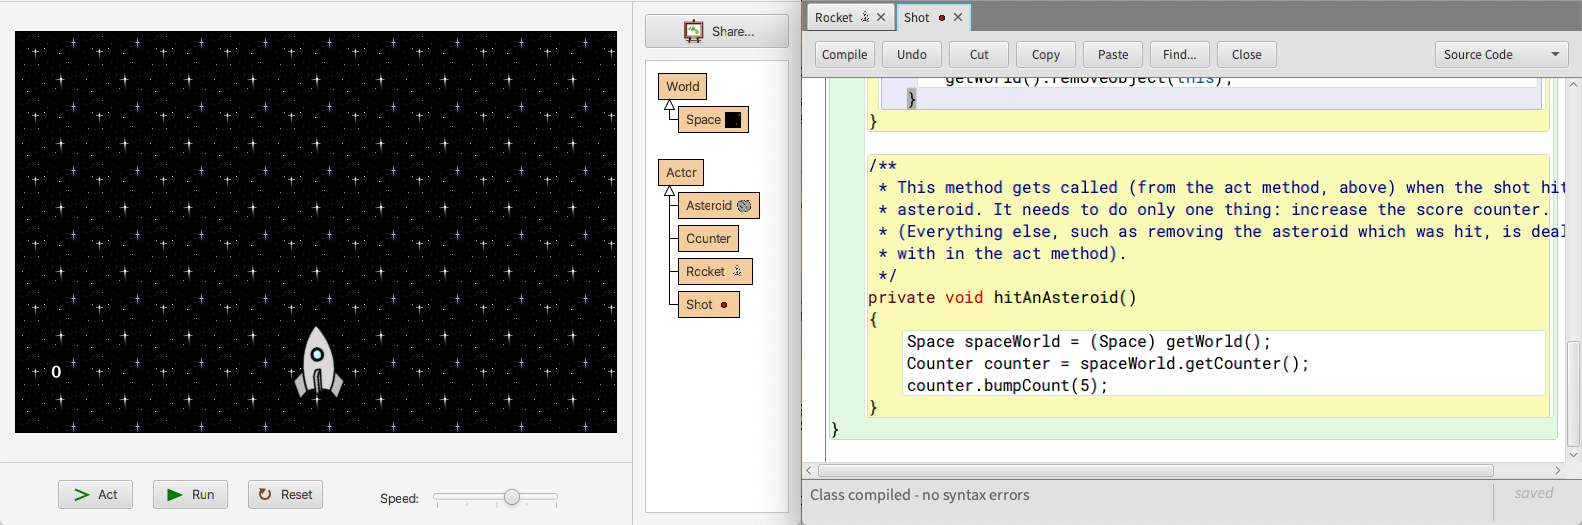 0
Act
Run
Reset
Speed:
Share...
World
Space
Actor
Asteroid
Counter
Rocket
Shot
Rocket
Shot
Compile
Undo
Cut
Copy
Paste
Find...
Close
Source Code
getWorld().removeObject(this);
}
}
/**
* This method gets called (from the act method, above) when the shot hit
* asteroid. It needs to do only one thing: increase the score counter.
* (Everything else, such as removing the asteroid which was hit, is deal
* with in the act method).
*/
private void hitAnAsteroid()
{
Space spaceWorld = (Space) getWorld();
Counter counter = spaceWorld.getCounter();
counter.bumpCount(5);
}
}
Class compiled - no syntax errors
saved